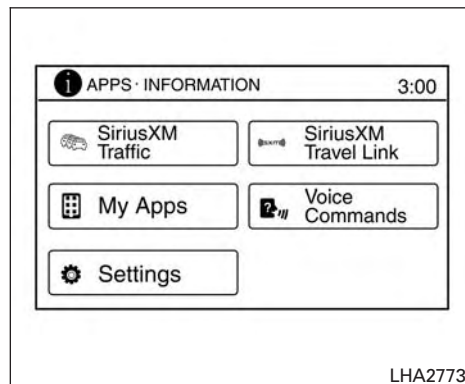 i APPS · INFORMATION 3:00
SiriusXM
Traffic
SiriusXM
Travel Link
My Apps
Voice
Commands
Settings
LHA2773